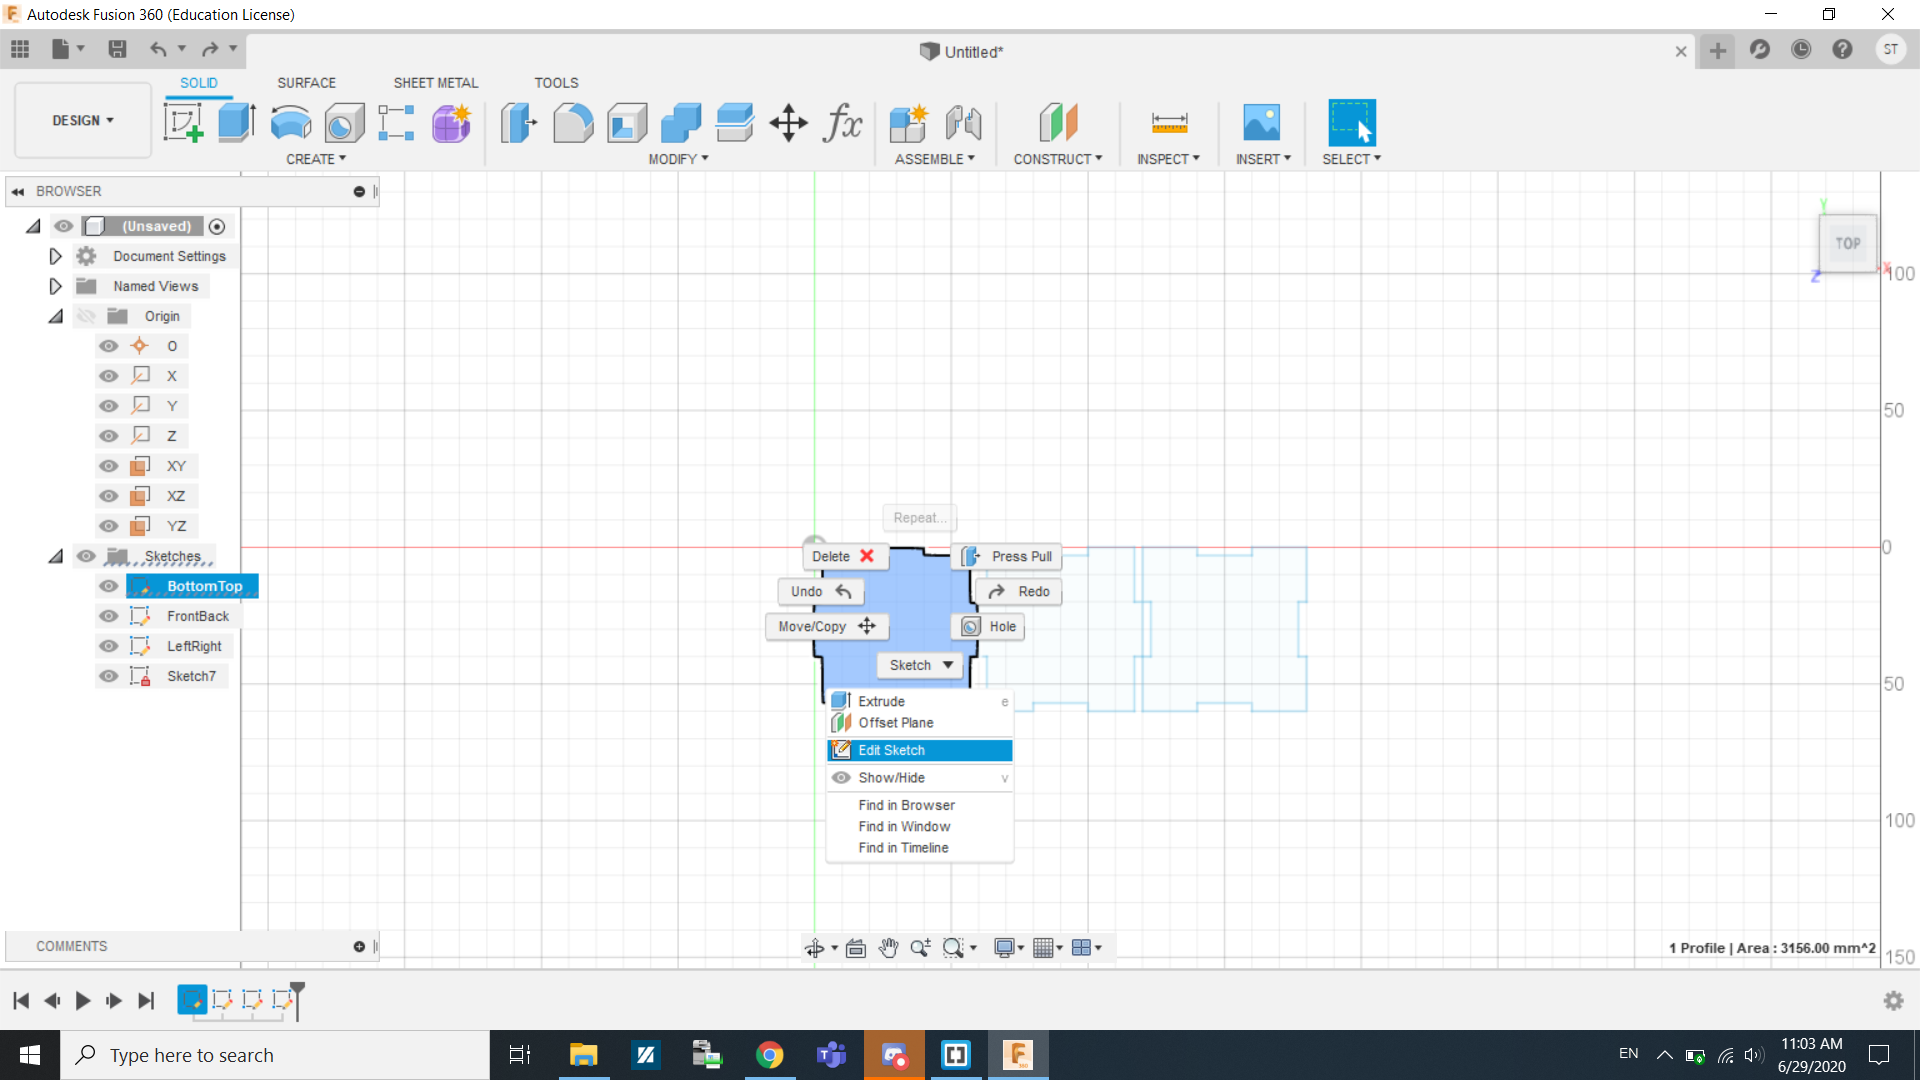 Autodesk Fusion 360 (Education License)
Untitled*
ST
SOLID SURFACE SHEET METAL TOOLS
DESIGN
fx
CREATE MODIFY ASSEMBLE CONSTRUCT INSPECT INSERT SELECT
BROWSER
(Unsaved)
Document Settings
Named Views
Origin
O
X
Y
Z
XY
XZ
YZ
Sketches
BottomTop
FrontBack
LeftRight
Sketch7
Y
TOP
Z
X
100
50
0
50
100
150
Repeat...
Delete Press Pull
Undo Redo
Move/Copy Hole
Sketch
Extrude e
Offset Plane
Edit Sketch
Show/Hide v
Find in Browser
Find in Window
Find in Timeline
COMMENTS
1 Profile | Area : 3156.00 mm^2
Type here to search
F
360
EN
11:03 AM
6/29/2020